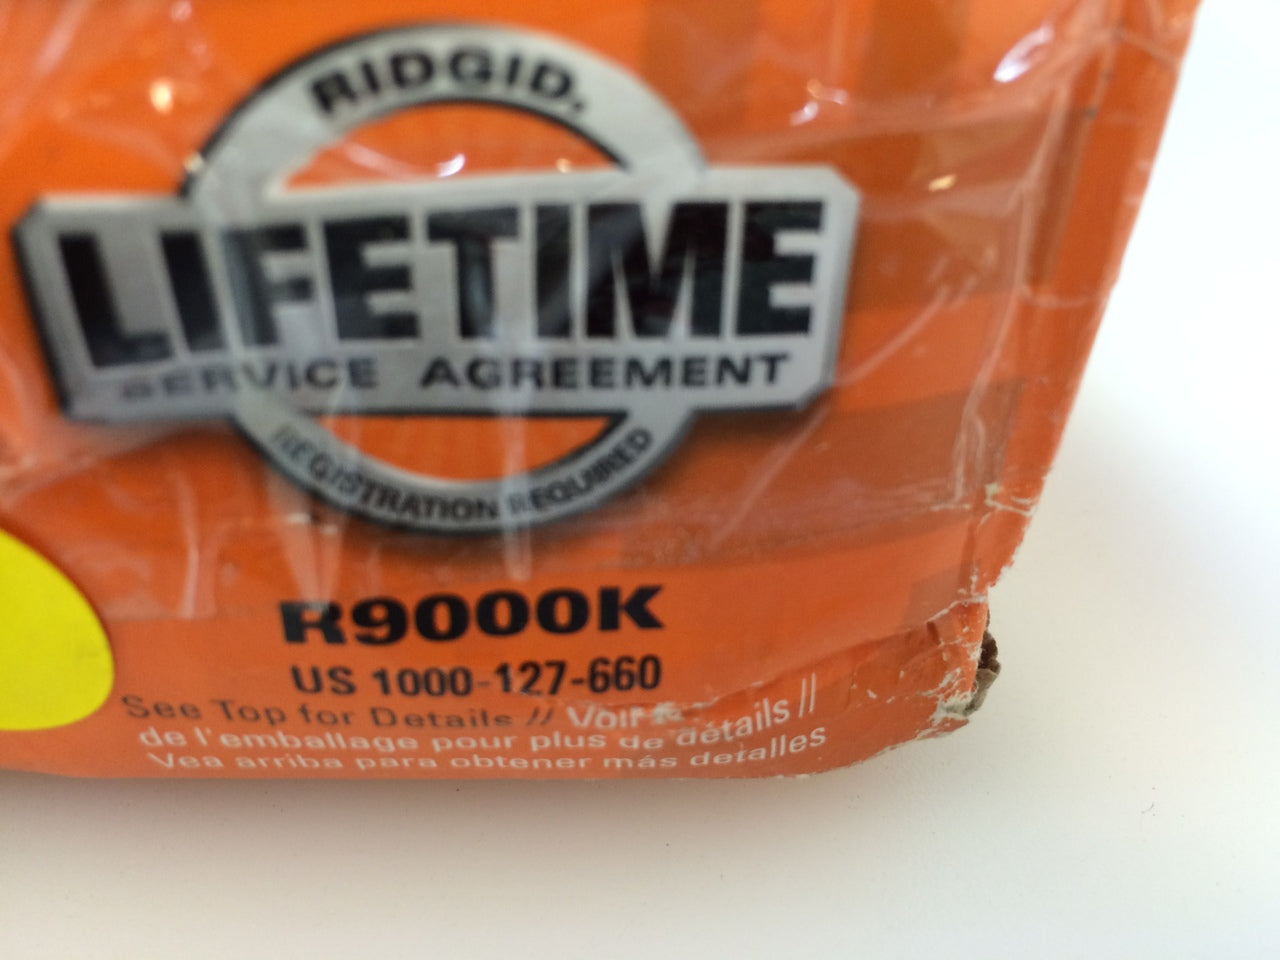 RIDGID.
LIFETIME
SERVICE AGREEMENT
REGISTRATION REQUIRED
R9000K
US 1000-127-660
See Top for Details // Voir
de l'emballage pour plus de détails //
Vea arriba para obtener más detalles